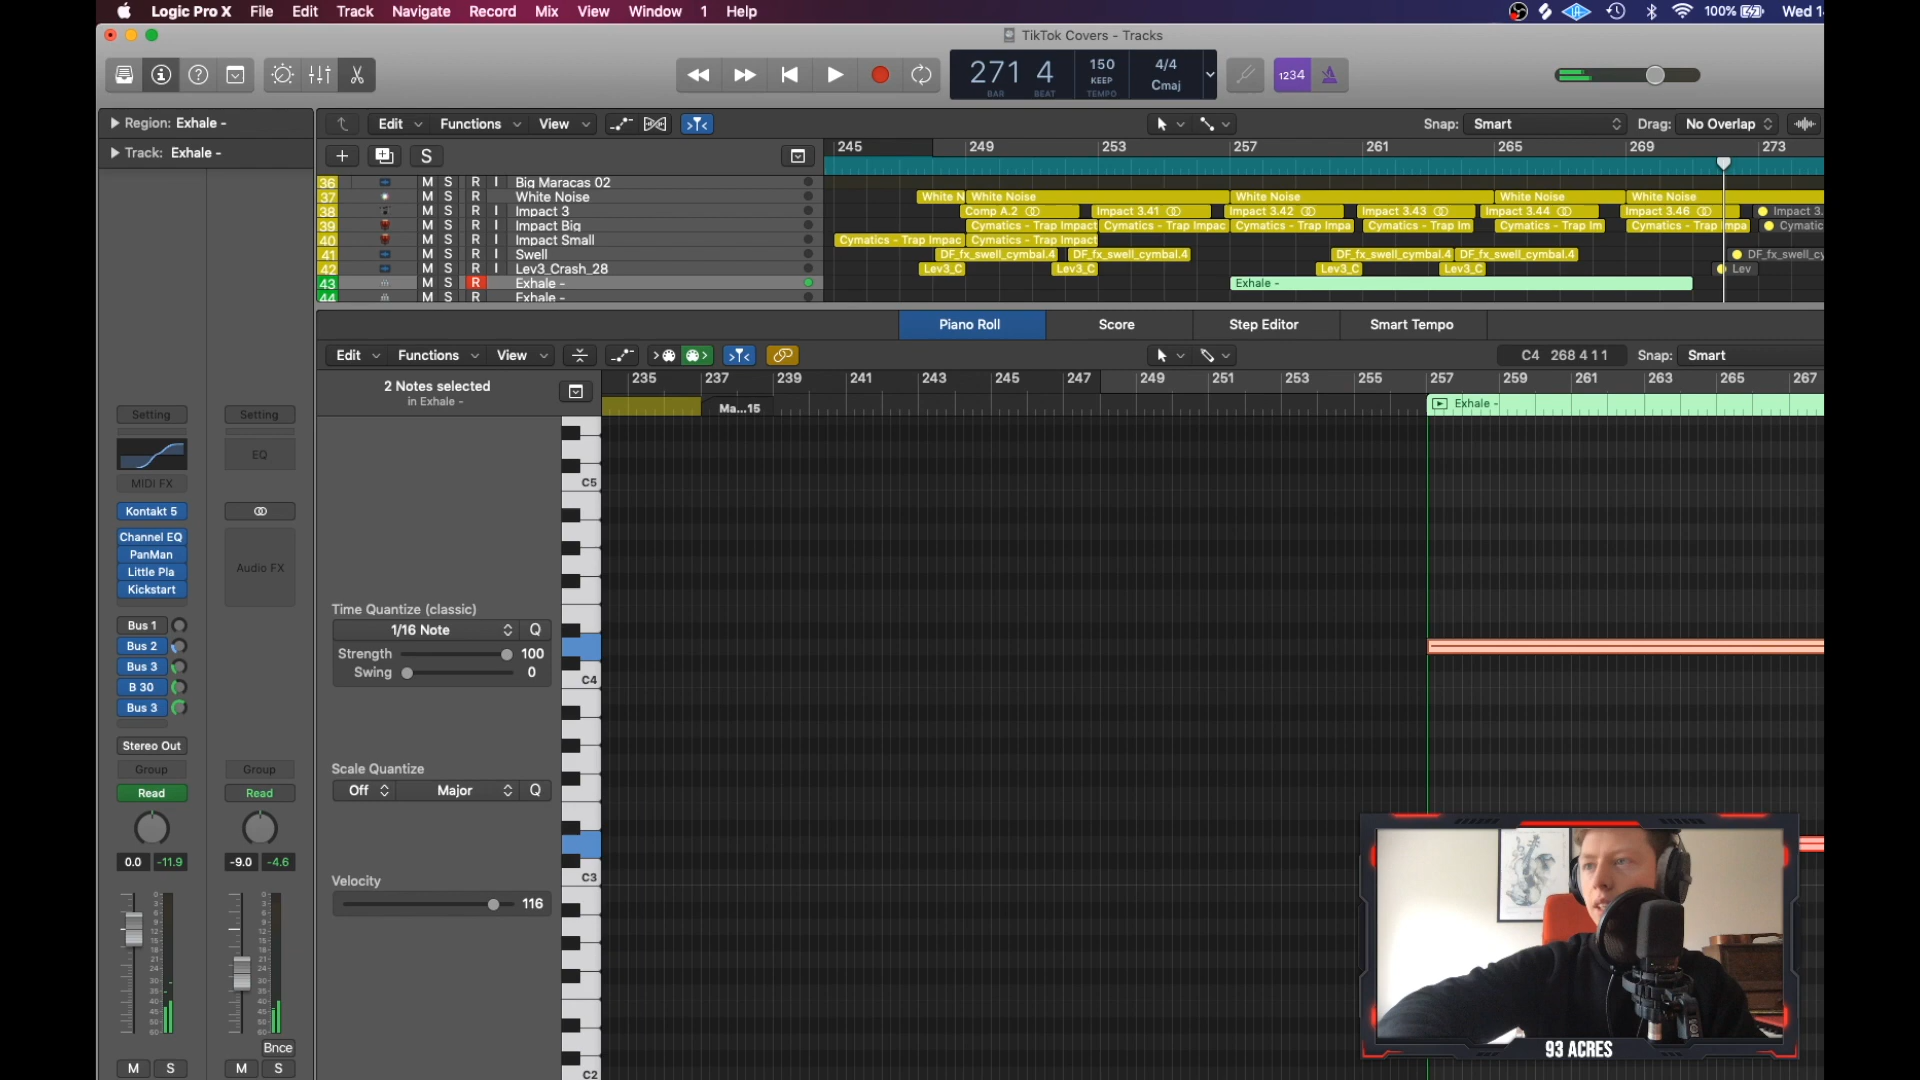 Logic Pro X File Edit Track Navigate Record Mix View Window 1 Help 100% Wed 1
TikTok Covers - Tracks
271 4 150 4/4
KEEP
BAR BEAT TEMPO Cmaj
1234
Region: Exhale -
Track: Exhale -
Edit Functions View Snap: Smart Drag: No Overlap
S
245 249 253 257 261 265 269 273
36 M S R I Big Maracas 02
37 M S R White Noise White N White Noise White Noise White Noise White Noise
38 M S R I Impact 3 Comp A.2 Impact 3.41 Impact 3.42 Impact 3.43 Impact 3.44 Impact 3.46 Impact 3.
39 M S R I Impact Big Cymatics - Trap Impact Cymatics - Trap Impac Cymatics - Trap Impa Cymatics - Trap Im Cymatics - Trap Im Cymatics - Trap Impa Cymatic
40 M S R I Impact Small Cymatics - Trap Impac Cymatics - Trap Impact
41 M S R I Swell DF_fx_swell_cymbal.4 DF_fx_swell_cymbal.4 DF_fx_swell_cymbal.4 DF_fx_swell_cymbal.4 DF_fx_swell_cy
42 M S R I Lev3_Crash_28 Lev3_C Lev3_C Lev3_C Lev3_C Lev
43 M S R Exhale - Exhale -
44 M S R Exhale -
Piano Roll Score Step Editor Smart Tempo
Edit Functions View C4 268 4 1 1 Snap: Smart
2 Notes selected
in Exhale -
235 237 239 241 243 245 247 249 251 253 255 257 259 261 263 265 267
Ma...15 Exhale -
Setting Setting
EQ
MIDI FX
Kontakt 5
Channel EQ
PanMan
Little Pla
Kickstart
Audio FX
Bus 1
Bus 2
Bus 3
B 30
Bus 3
Stereo Out
Group Group
Read Read
0.0 -11.9 -9.0 -4.6
Bnce
M S M S
Time Quantize (classic)
1/16 Note Q
Strength 100
Swing 0
Scale Quantize
Off Major Q
Velocity
116
C5
C4
C3
C2
93 ACRES